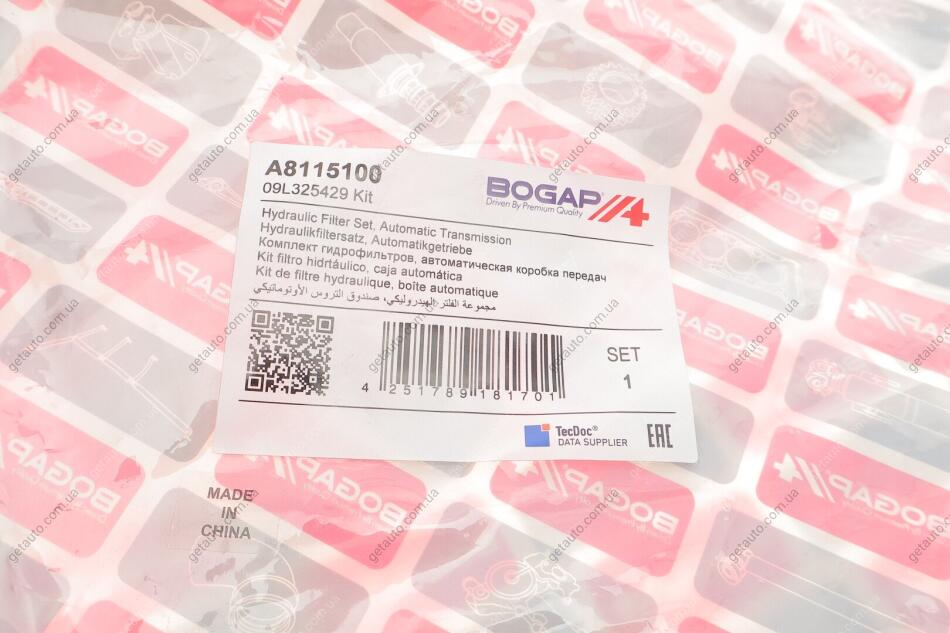 A8115100
09L325429 Kit
BOGAP
Driven By Premium Quality
Hydraulic Filter Set, Automatic Transmission
Hydraulikfiltersatz, Automatikgetriebe
Комплект гидрофильтров, автоматическая коробка передач
Kit filtro hidrtáulico, caja automática
Kit de filtre hydraulique, boîte automatique
مجموعة الفلتر الهيدروليكي، صندوق التروس الأوتوماتيكي
4 251789 181701
SET
1
TecDoc®
DATA SUPPLIER
EAC
MADE
IN
CHINA
getauto.com.ua